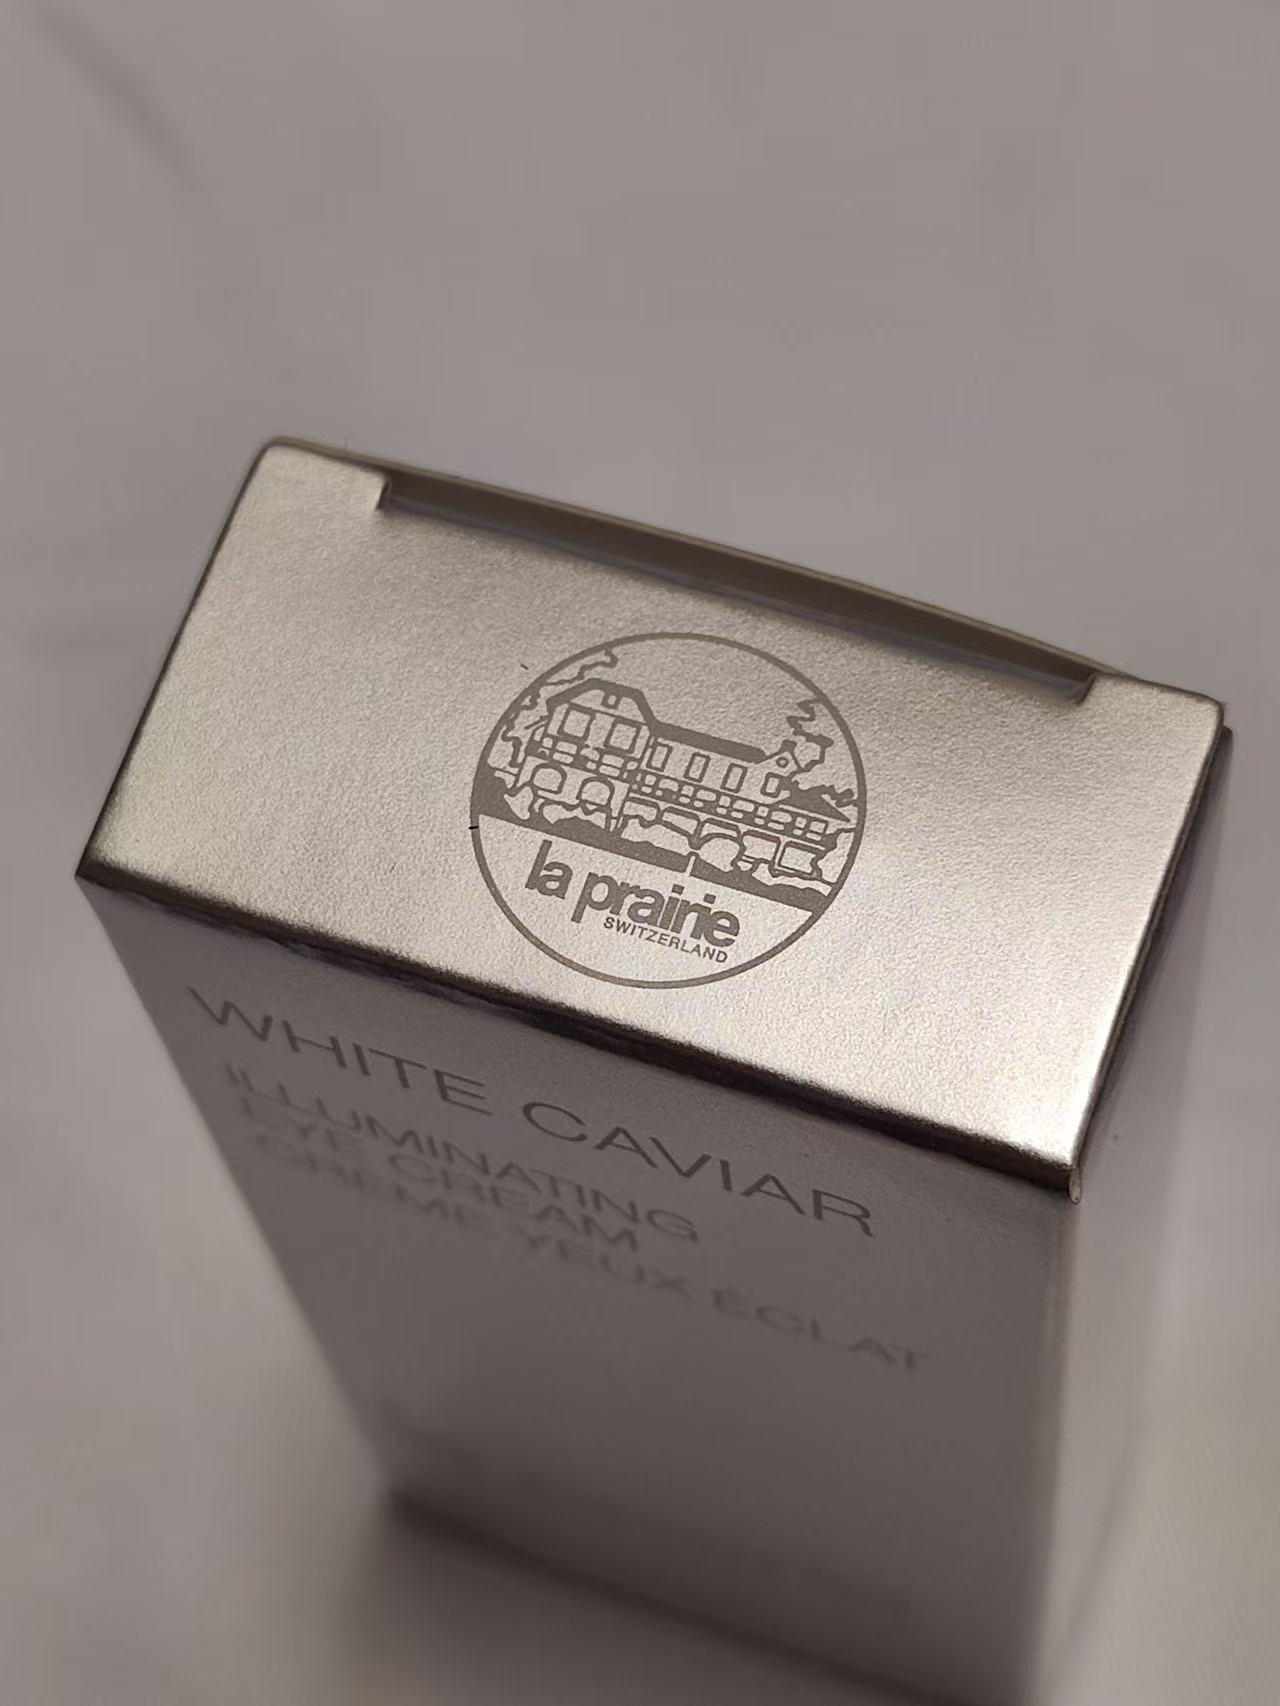 la prairie
SWITZERLAND
WHITE CAVIAR
ILLUMINATING
EYE CREAM
CRÈME YEUX ÉCLAT